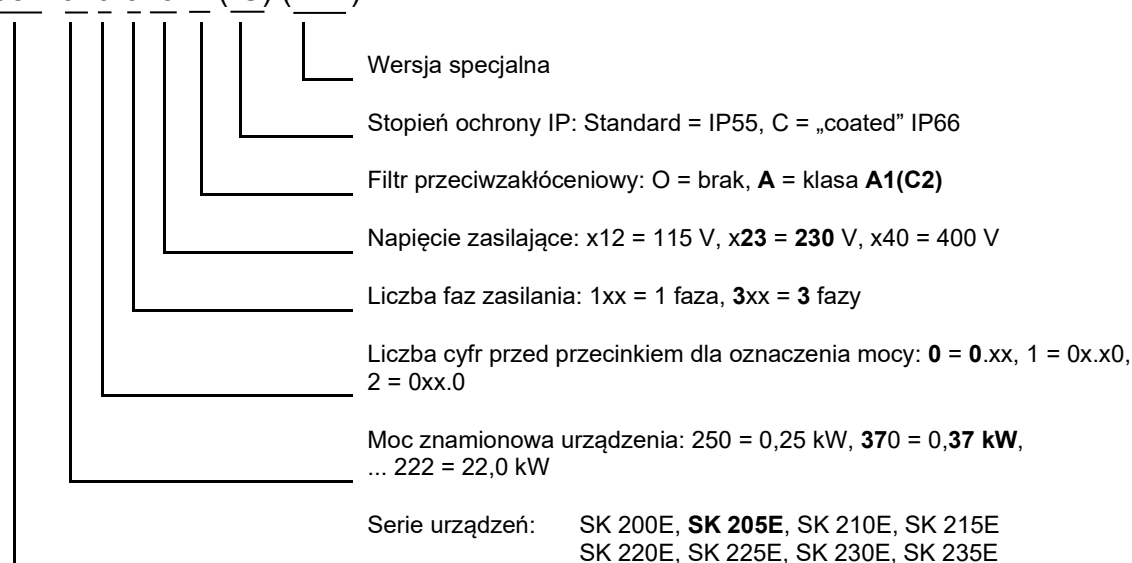 Wersja specjalna
Stopień ochrony IP: Standard = IP55, C = „coated” IP66
Filtr przeciwzakłóceniowy: O = brak, A = klasa A1(C2)
Napięcie zasilające: x12 = 115 V, x23 = 230 V, x40 = 400 V
Liczba faz zasilania: 1xx = 1 faza, 3xx = 3 fazy
Liczba cyfr przed przecinkiem dla oznaczenia mocy: 0 = 0.xx, 1 = 0x.x0,
2 = 0xx.0
Moc znamionowa urządzenia: 250 = 0,25 kW, 370 = 0,37 kW,
... 222 = 22,0 kW
Serie urządzeń: SK 200E, SK 205E, SK 210E, SK 215E
SK 220E, SK 225E, SK 230E, SK 235E